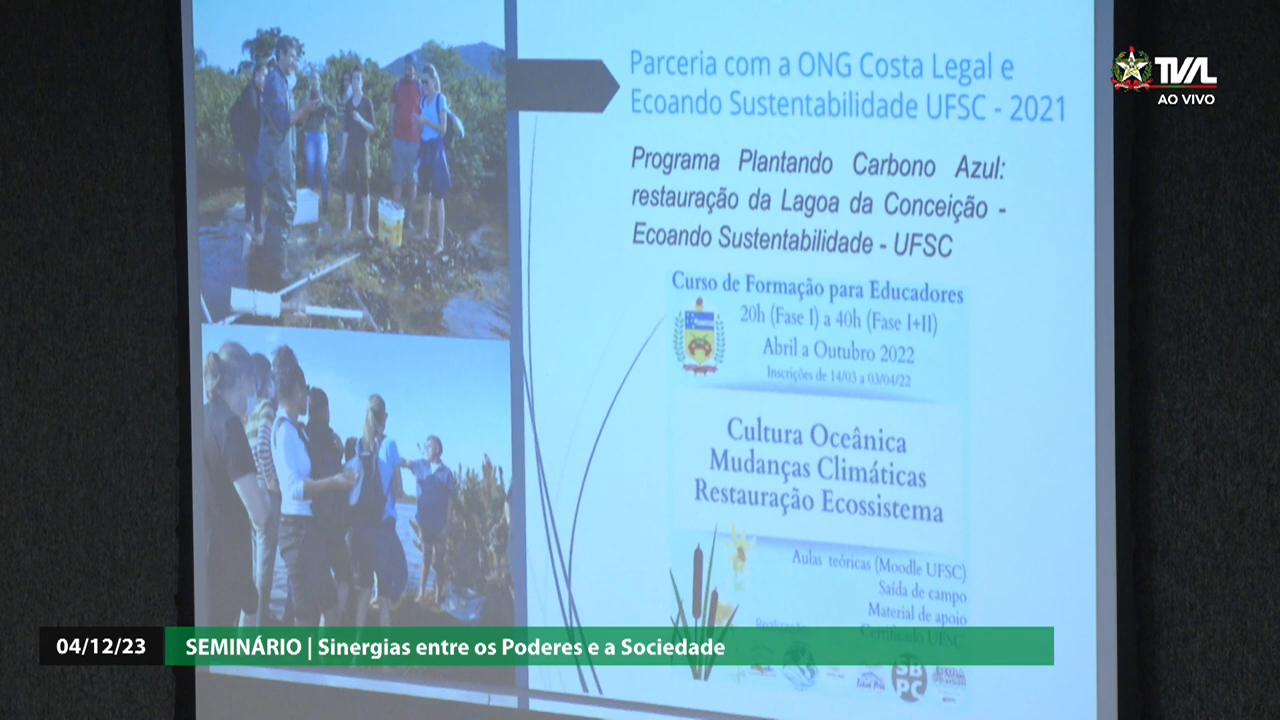 Parceria com a ONG Costa Legal e
Ecoando Sustentabilidade UFSC - 2021
TVAL
AO VIVO
Programa Plantando Carbono Azul:
restauração da Lagoa da Conceição -
Ecoando Sustentabilidade - UFSC
Curso de Formação para Educadores
20h (Fase I) a 40h (Fase I+II)
Abril a Outubro 2022
Inscrições de 14/03 a 03/04/22
Cultura Oceânica
Mudanças Climáticas
Restauração Ecossistema
Aulas teóricas (Moodle UFSC)
Saída de campo
Material de apoio
Certificado UFSC
Realização
04/12/23
SEMINÁRIO | Sinergias entre os Poderes e a Sociedade
SB
PC